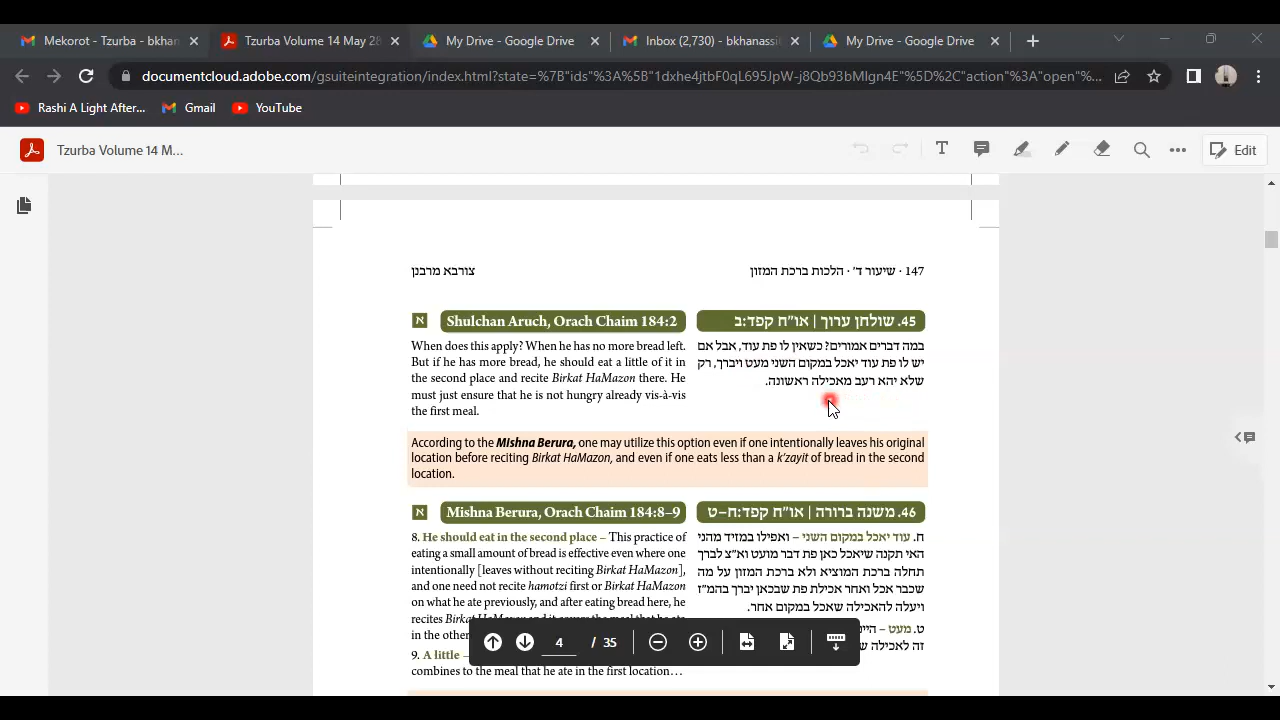 Mekorot - Tzurba - bkhan
Tzurba Volume 14 May 28
My Drive - Google Drive
Inbox (2,730) - bkhanassi
My Drive - Google Drive
documentcloud.adobe.com/gsuiteintegration/index.html?state=%7B"ids"%3A%5B"1dxhe4jtbF0qL695JpW-j8Qb93bMlgn4E"%5D%2C"action"%3A"open"%...
Rashi A Light After...
Gmail
YouTube
Tzurba Volume 14 M...
Edit
צורבא מרבנן
147 · שיעור ד' · הלכות ברכת המזון
א
Shulchan Aruch, Orach Chaim 184:2
When does this apply? When he has no more bread left.
But if he has more bread, he should eat a little of it in
the second place and recite Birkat HaMazon there. He
must just ensure that he is not hungry already vis-à-vis
the first meal.
45. שולחן ערוך | או"ח קפד:ב
במה דברים אמורים? כשאין לו פת עוד, אבל אם
יש לו פת עוד יאכל במקום השני מעט ויברך, רק
שלא יהא רעב מאכילה ראשונה.
According to the Mishna Berura, one may utilize this option even if one intentionally leaves his original
location before reciting Birkat HaMazon, and even if one eats less than a k'zayit of bread in the second
location.
א
Mishna Berura, Orach Chaim 184:8–9
8. He should eat in the second place – This practice of
eating a small amount of bread is effective even where one
intentionally [leaves without reciting Birkat HaMazon],
and one need not recite hamotzi first or Birkat HaMazon
on what he ate previously, and after eating bread here, he
recites
in the other
9. A little –
combines to the meal that he ate in the first location…
46. משנה ברורה | או"ח קפד:ח–ט
ח. עוד יאכל במקום השני – ואפילו במזיד מהני
האי תקנה שיאכל כאן פת דבר מועט וא"צ לברך
תחלה ברכת המוציא ולא ברכת המזון על מה
שכבר אכל ואחר אכילת פת שבכאן יברך בהמ"ז
ויעלה להאכילה שאכל במקום אחר.
ט. מעט – היינו
זה לאכילה
4 / 35